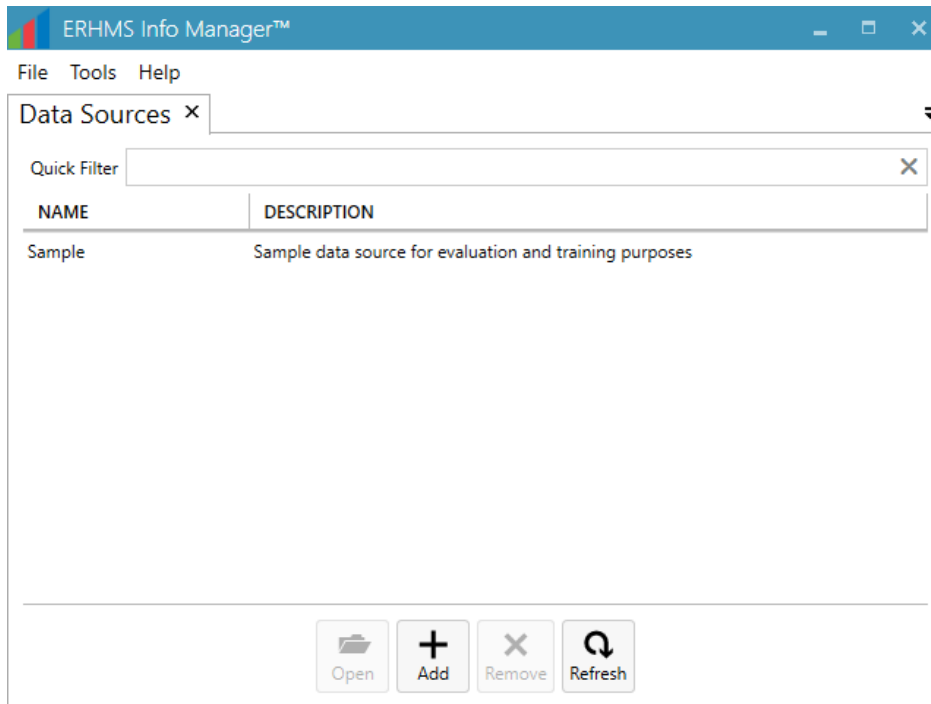 ERHMS Info Manager™
File Tools Help
Data Sources
Quick Filter
NAME DESCRIPTION
Sample Sample data source for evaluation and training purposes
Open Add Remove Refresh